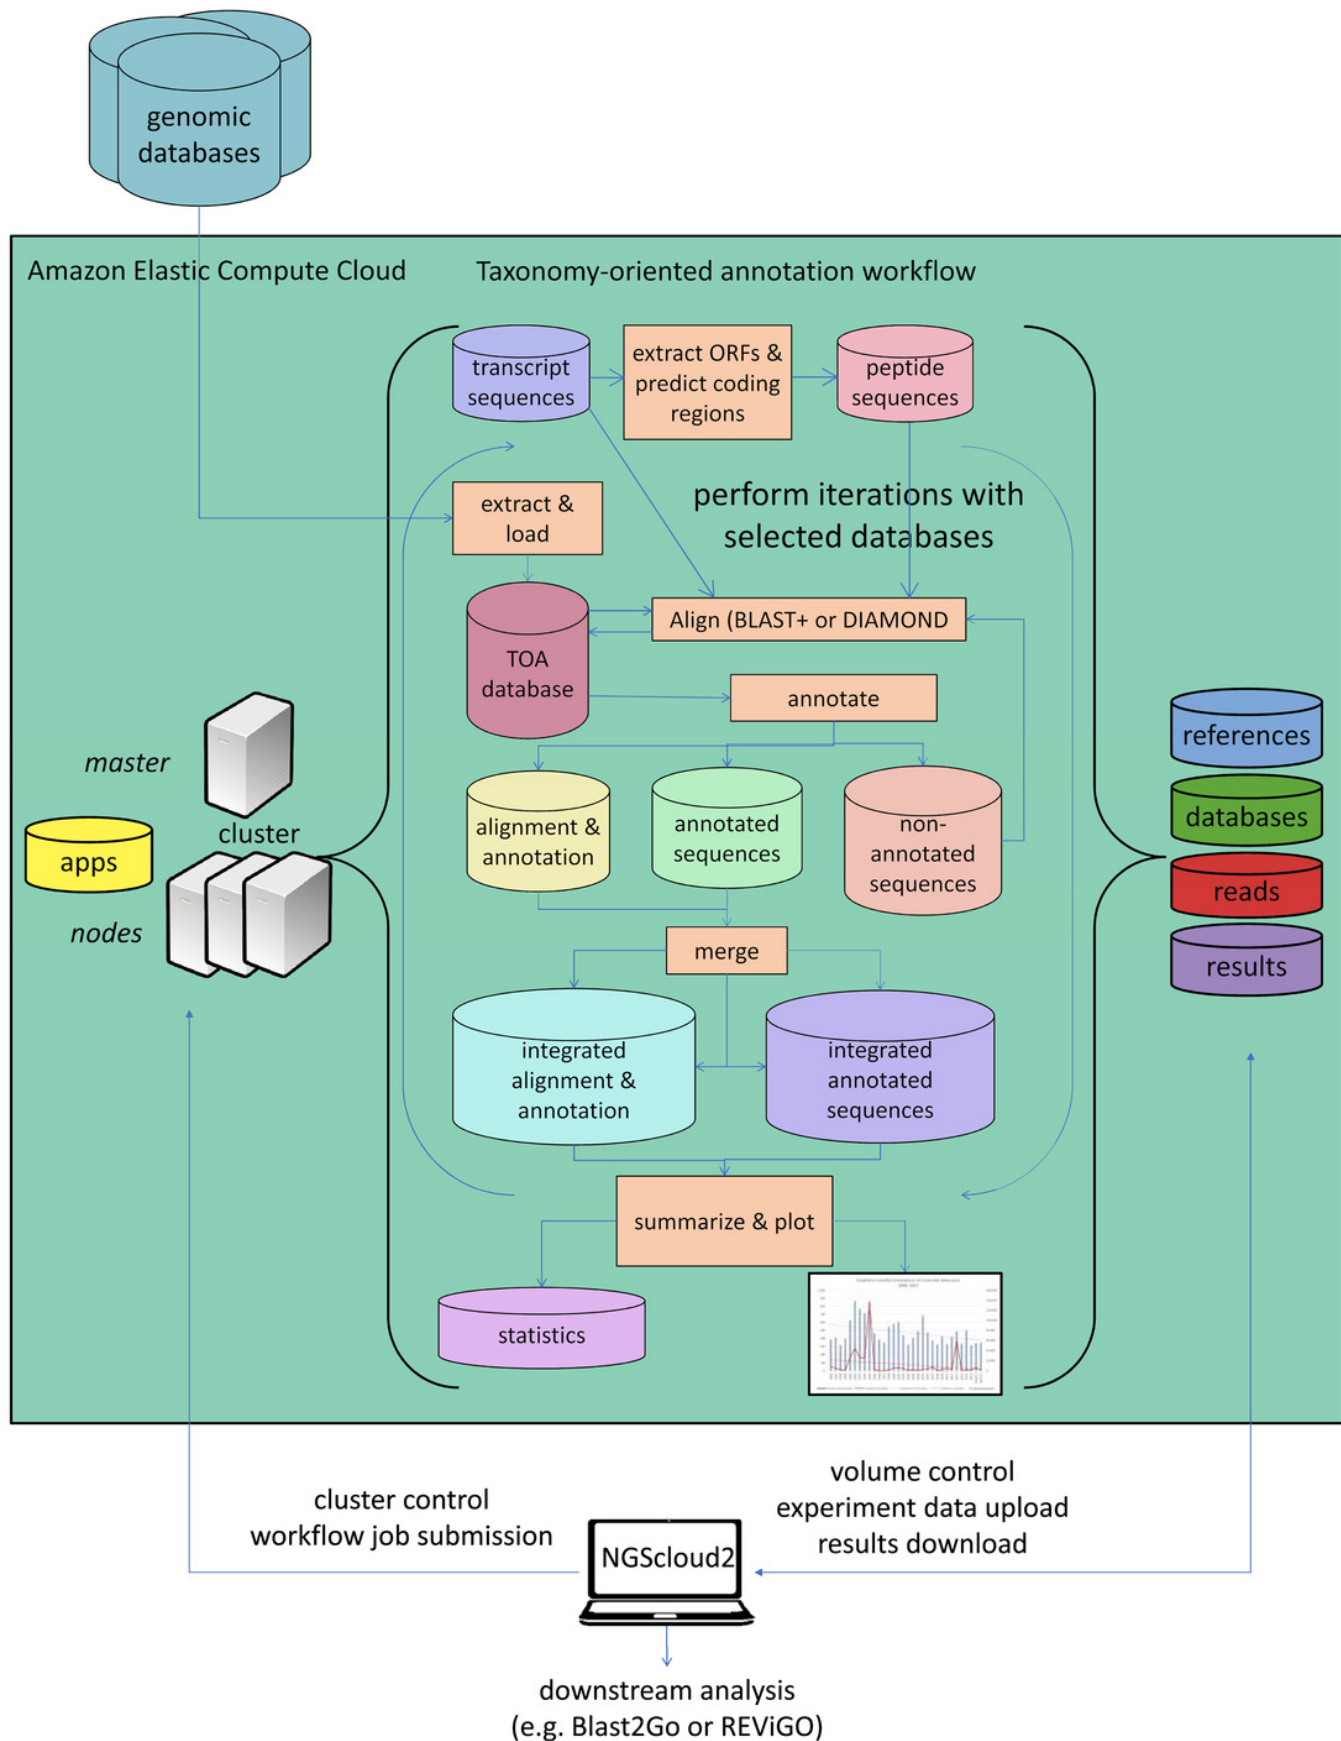 genomic
databases
Amazon Elastic Compute Cloud
Taxonomy-oriented annotation workflow
transcript
sequences
extract ORFs &
predict coding
regions
peptide
sequences
perform iterations with
selected databases
extract &
load
Align (BLAST+ or DIAMOND
TOA
database
annotate
master
cluster
apps
nodes
alignment &
annotation
annotated
sequences
non-
annotated
sequences
references
databases
reads
results
merge
integrated
alignment &
annotation
integrated
annotated
sequences
summarize & plot
statistics
cluster control
workflow job submission
volume control
experiment data upload
results download
NGScloud2
downstream analysis
(e.g. Blast2Go or REViGO)